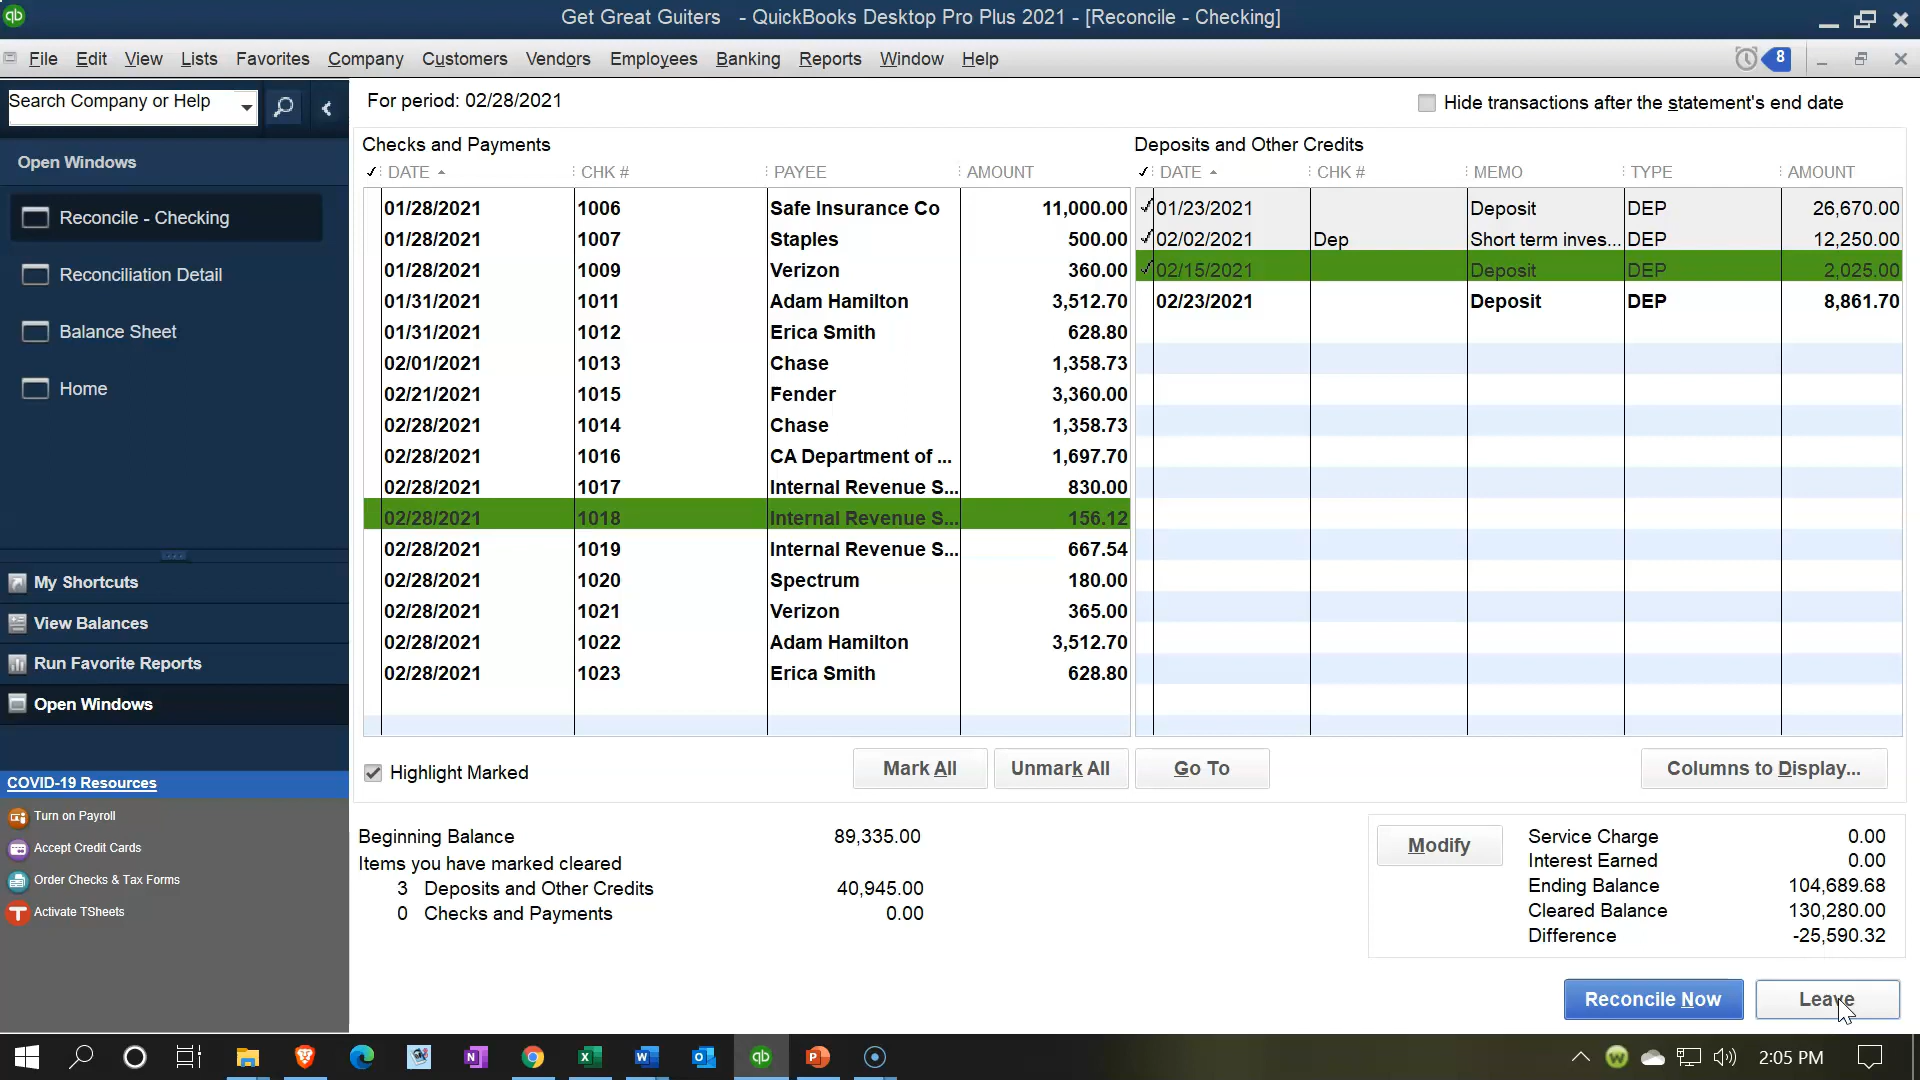 qb Get Great Guiters - QuickBooks Desktop Pro Plus 2021 - [Reconcile - Checking]
File Edit View Lists Favorites Company Customers Vendors Employees Banking Reports Window Help 8
Search Company or Help
For period: 02/28/2021 Hide transactions after the statement's end date
Open Windows
Reconcile - Checking
Reconciliation Detail
Balance Sheet
Home
My Shortcuts
View Balances
Run Favorite Reports
Open Windows
COVID-19 Resources
Turn on Payroll
Accept Credit Cards
Order Checks & Tax Forms
Activate TSheets
Checks and Payments
✓ DATE CHK # PAYEE AMOUNT
01/28/2021 1006 Safe Insurance Co 11,000.00
01/28/2021 1007 Staples 500.00
01/28/2021 1009 Verizon 360.00
01/31/2021 1011 Adam Hamilton 3,512.70
01/31/2021 1012 Erica Smith 628.80
02/01/2021 1013 Chase 1,358.73
02/21/2021 1015 Fender 3,360.00
02/28/2021 1014 Chase 1,358.73
02/28/2021 1016 CA Department of ... 1,697.70
02/28/2021 1017 Internal Revenue S... 830.00
02/28/2021 1018 Internal Revenue S... 156.12
02/28/2021 1019 Internal Revenue S... 667.54
02/28/2021 1020 Spectrum 180.00
02/28/2021 1021 Verizon 365.00
02/28/2021 1022 Adam Hamilton 3,512.70
02/28/2021 1023 Erica Smith 628.80
Deposits and Other Credits
✓ DATE CHK # MEMO TYPE AMOUNT
✓ 01/23/2021 Deposit DEP 26,670.00
✓ 02/02/2021 Dep Short term inves... DEP 12,250.00
✓ 02/15/2021 Deposit DEP 2,025.00
02/23/2021 Deposit DEP 8,861.70
Highlight Marked Mark All Unmark All Go To Columns to Display...
Beginning Balance 89,335.00
Items you have marked cleared
3 Deposits and Other Credits 40,945.00
0 Checks and Payments 0.00
Modify
Service Charge 0.00
Interest Earned 0.00
Ending Balance 104,689.68
Cleared Balance 130,280.00
Difference -25,590.32
Reconcile Now Leave
2:05 PM